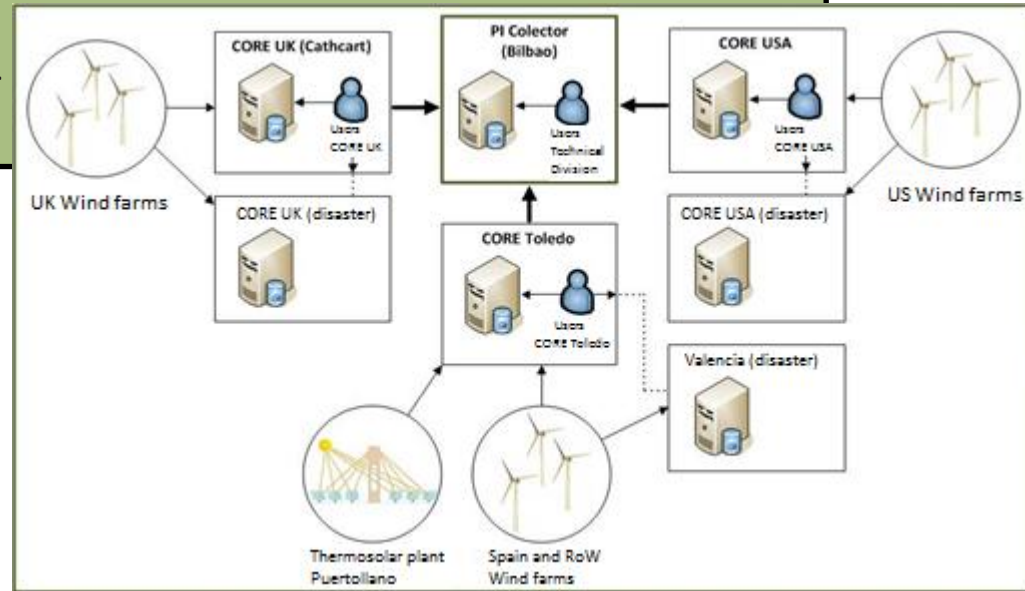 CORE UK (Cathcart)
Users
CORE UK
PI Colector
(Bilbao)
Users
Technical
Division
CORE USA
Users
CORE USA
UK Wind farms
US Wind farms
CORE UK (disaster)
CORE Toledo
Users
CORE Toledo
CORE USA (disaster)
Valencia (disaster)
Thermosolar plant
Puertollano
Spain and RoW
Wind farms